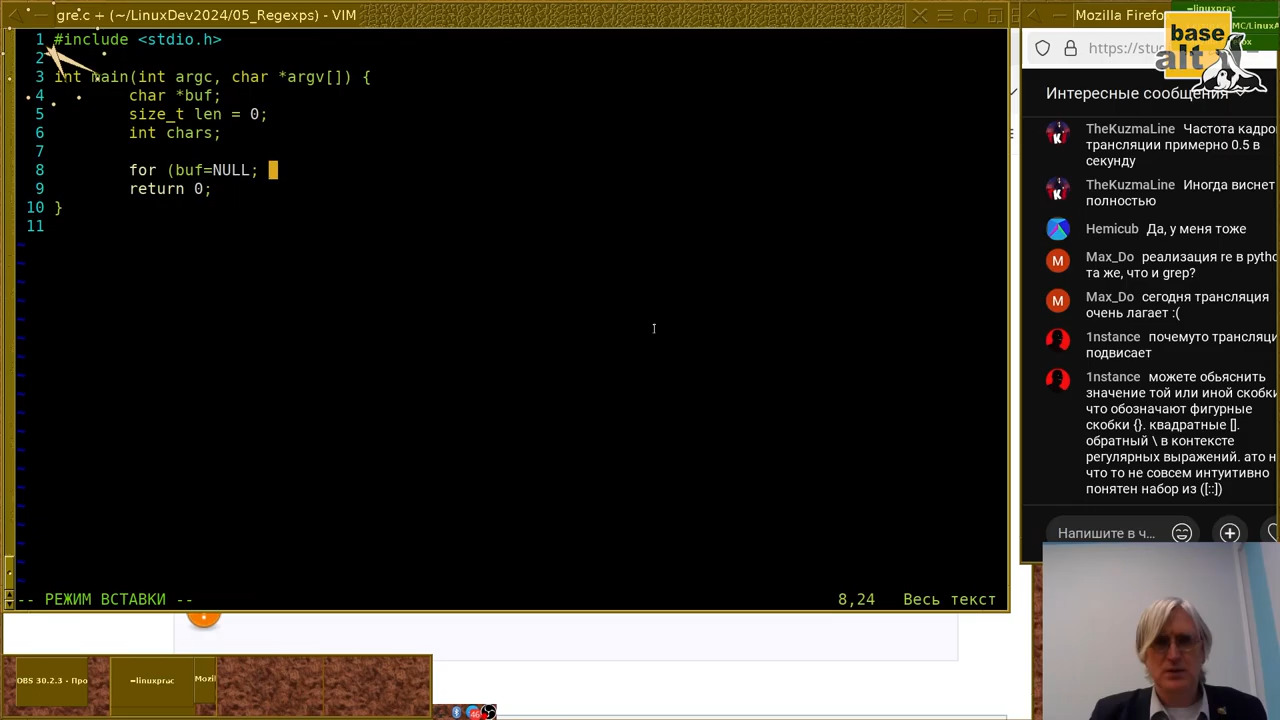 gre.c + (~/LinuxDev2024/05_Regexps) - VIM
1 #include <stdio.h>
2
3 int main(int argc, char *argv[]) {
4 char *buf;
5 size_t len = 0;
6 int chars;
7
8 for (buf=NULL;
9 return 0;
10 }
11
-- РЕЖИМ ВСТАВКИ --
8,24 Весь текст
Mozilla Firefo
linuxprac
MC/LinuxA
https://stu
base
alt
Интересные сообщения
TheKuzmaLine Частота кадро
трансляции примерно 0.5 в
секунду
TheKuzmaLine Иногда виснет
полностью
Hemicub Да, у меня тоже
Max_Do реализация re в pytho
та же, что и grep?
Max_Do сегодня трансляция
очень лагает :(
1nstance почемуто трансляци
подвисает
1nstance можете обьяснить
значение той или иной скобки
что обозначают фигурные
скобки {}. квадратные [].
обратный \ в контексте
регулярных выражений. ато н
что то не совсем интуитивно
понятен набор из ([::])
Напишите в ч...
OBS 30.2.3 - Про
~linuxprac
Mozil
46